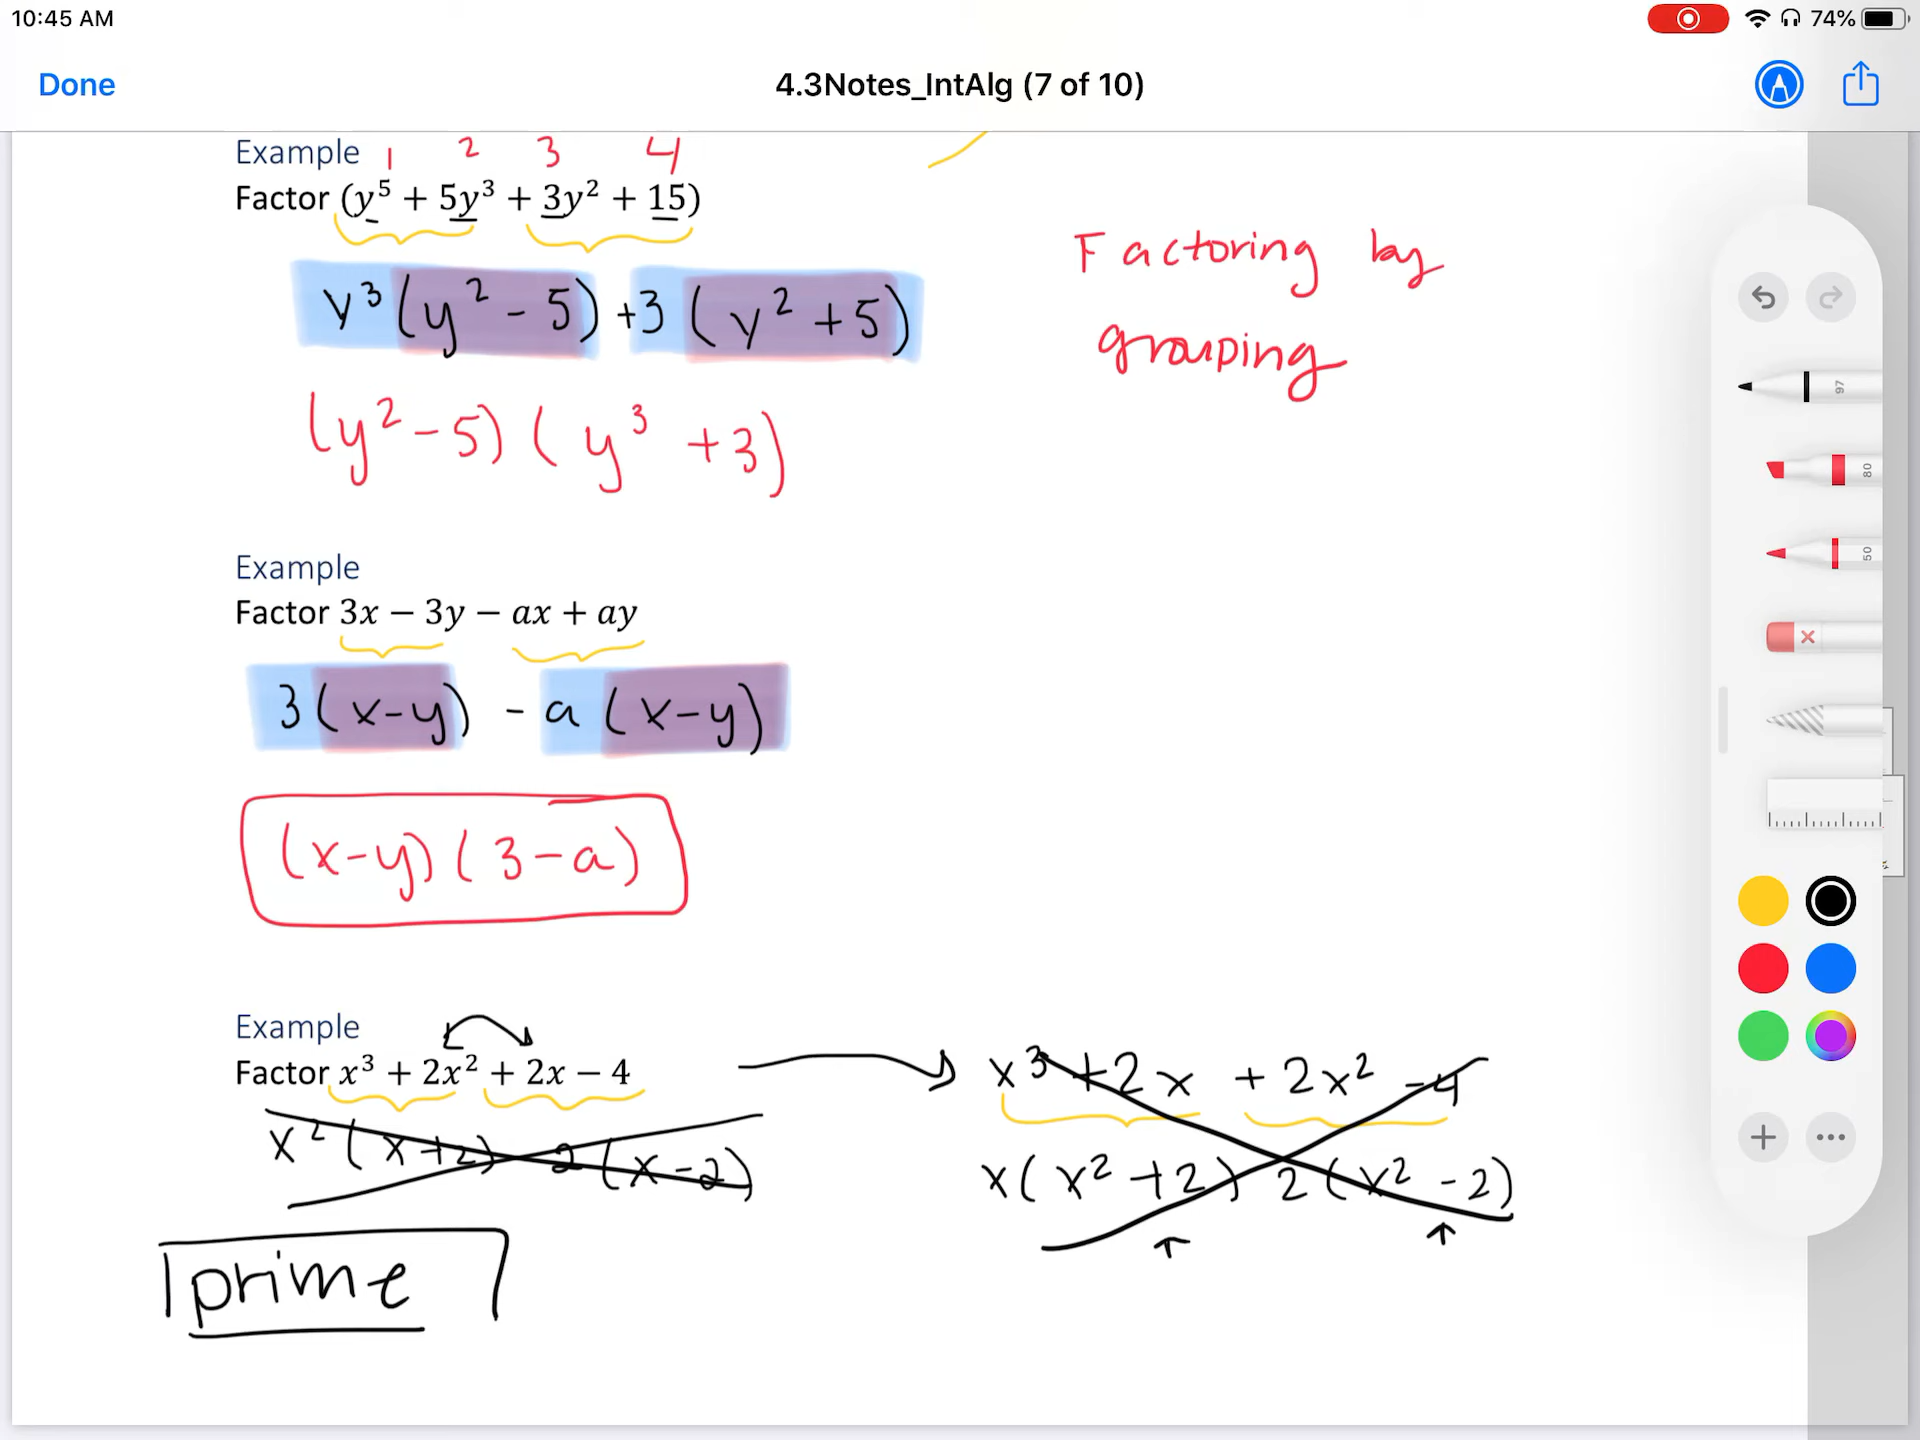 10:45 AM
74%
Done
4.3Notes_IntAlg (7 of 10)
Example 1 2 3 4
Factor (y⁵ + 5y³ + 3y² + 15)
y³(y² - 5) +3 (y² +5)
(y² - 5) ( y³ +3)
Factoring by
grouping
97
80
50
Example
Factor 3x − 3y − ax + ay
3(x-y) - a (x-y)
(x-y)(3-a)
Example
Factor x³ + 2x² + 2x − 4
x²(x+2) 2(x-2)
prime
x³ +2x + 2x² -4
x(x² +2) 2(x² -2)